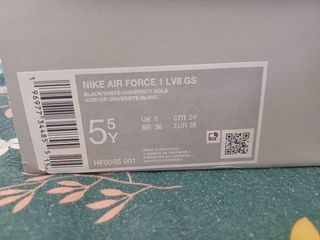 NIKE AIR FORCE 1 LV8 GS
BLACK/WHITE-UNIVERSITY GOLD
NOIR/OR UNIVERSITE/BLANC
5 5Y
UK 5 cm 24
BR 36 EUR 38
HF0095 001